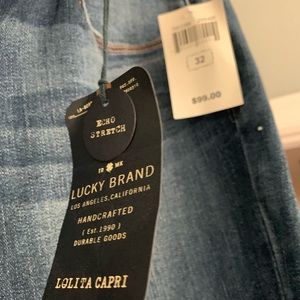 32
$99.00
ECHO
STRETCH
LUCKY BRAND
LOS ANGELES, CALIFORNIA
HANDCRAFTED
( Est. 1990 )
DURABLE GOODS
LOLITA CAPRI